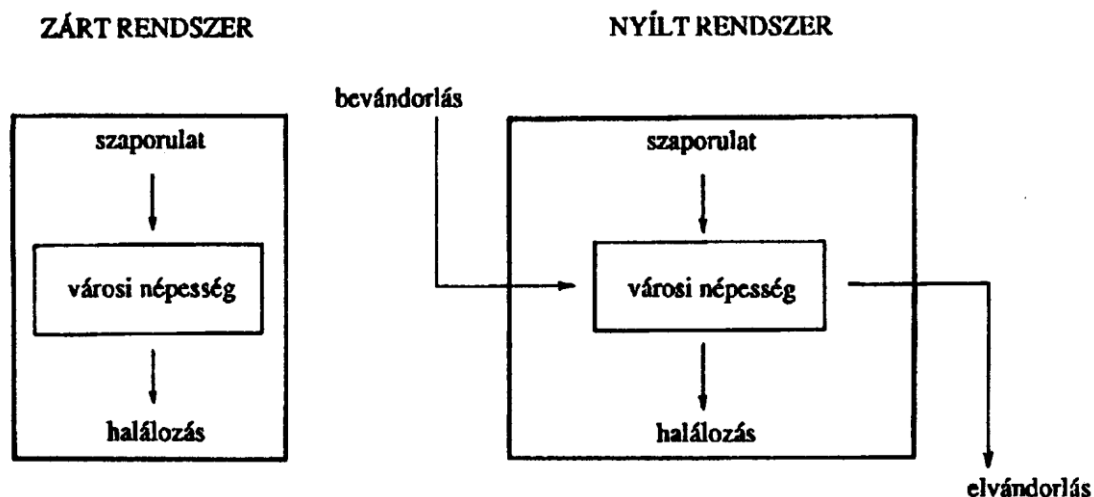 ZÁRT RENDSZER
szaporulat
városi népesség
halálozás
NYÍLT RENDSZER
bevándorlás
szaporulat
városi népesség
halálozás
elvándorlás